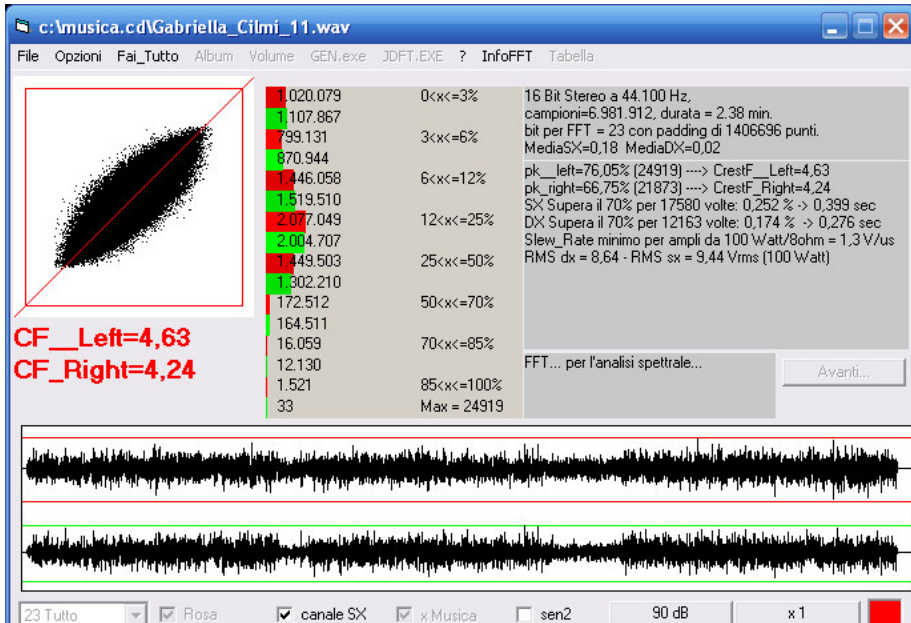 c:\musica.cd\Gabriella_Cilmi_11.wav
File Opzioni Fai_Tutto Album Volume GEN.exe JDFT.EXE ? InfoFFT Tabella
1.020.079 0<x<=3%
1.107.867
799.131 3<x<=6%
870.944
1.446.058 6<x<=12%
1.519.510
2.077.049 12<x<=25%
2.004.707
1.449.503 25<x<=50%
1.302.210
172.512 50<x<=70%
164.511
16.059 70<x<=85%
12.130
1.521 85<x<=100%
33 Max = 24919
16 Bit Stereo a 44.100 Hz,
campioni=6.981.912, durata = 2.38 min.
bit per FFT = 23 con padding di 1406696 punti.
MediaSX=0,18 MediaDX=0,02
pk__left=76,05% (24919) ----> CrestF__Left=4,63
pk_right=66,75% (21873) ----> CrestF_Right=4,24
SX Supera il 70% per 17580 volte: 0,252 % -> 0,399 sec
DX Supera il 70% per 12163 volte: 0,174 % -> 0,276 sec
Slew_Rate minimo per ampli da 100 Watt/8ohm = 1,3 V/us
RMS dx = 8,64 - RMS sx = 9,44 Vrms (100 Watt)
CF__Left=4,63
CF_Right=4,24
FFT... per l'analisi spettrale...
Avanti...
23 Tutto Rosa canale SX x Musica sen2 90 dB x 1